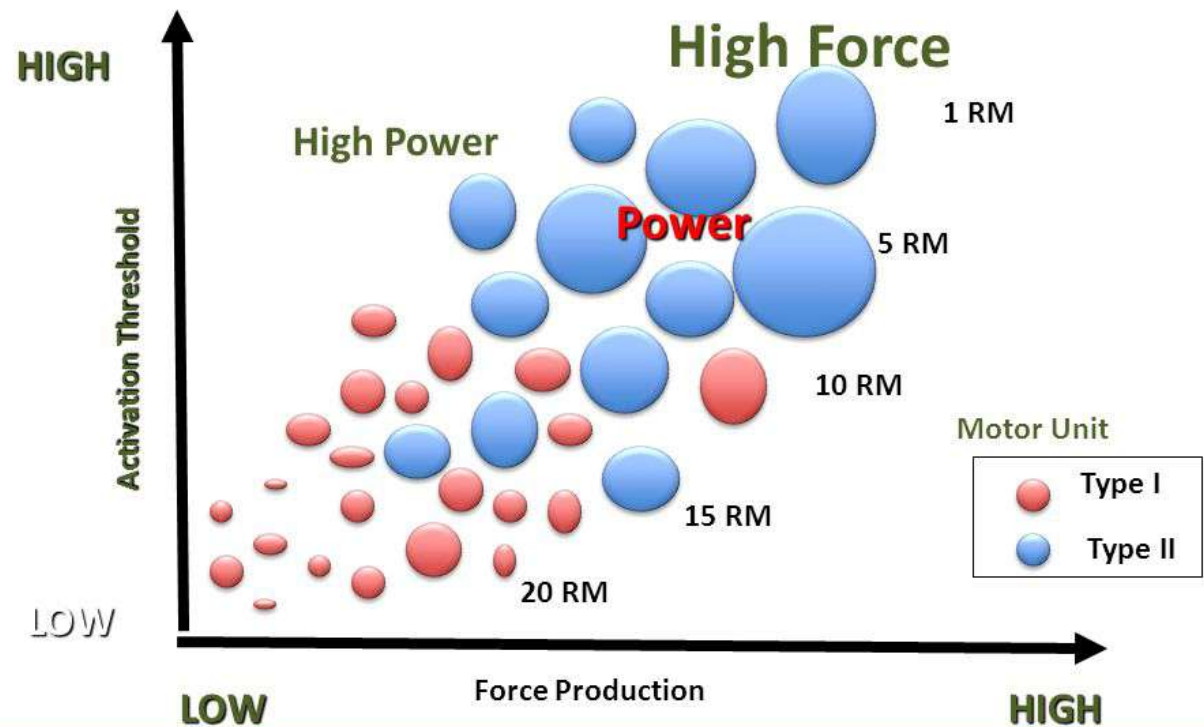 High Force
HIGH
1 RM
High Power
Power
5 RM
Activation Threshold
10 RM
Motor Unit
Type I
Type II
15 RM
20 RM
LOW
Force Production
LOW
HIGH